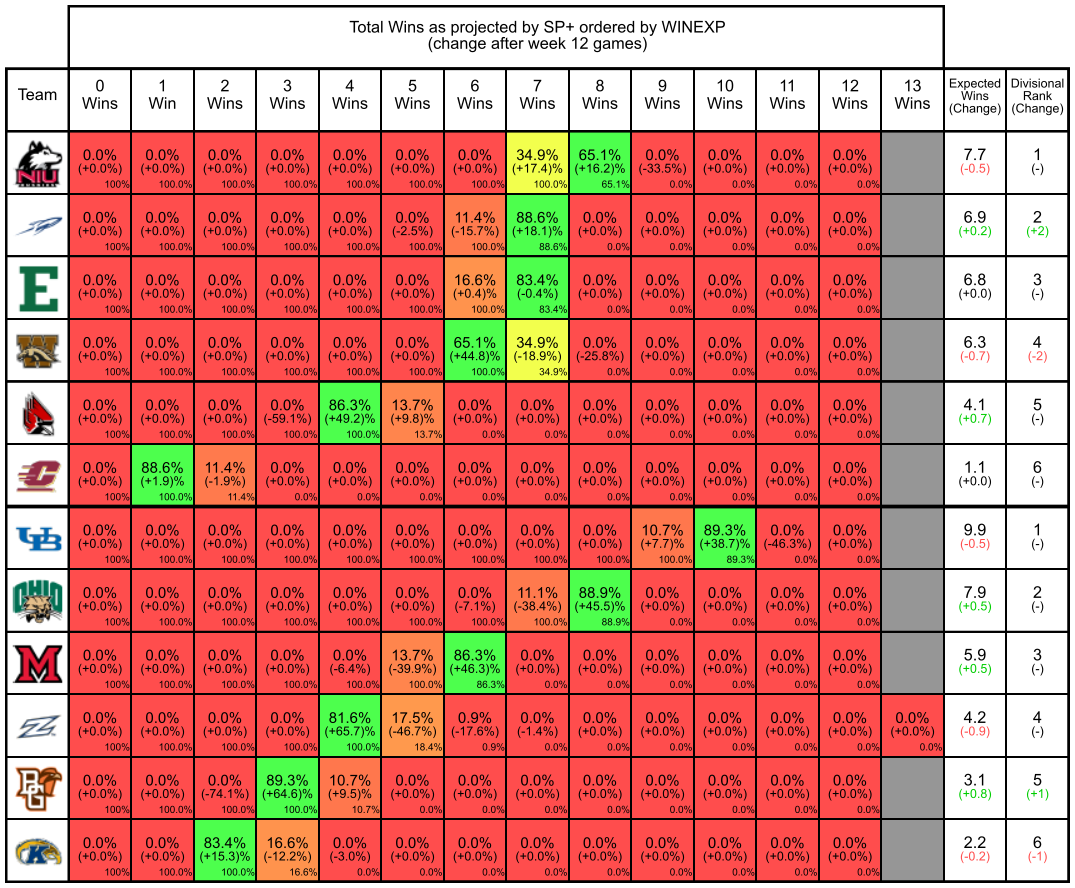 Total Wins as projected by SP+ ordered by WINEXP
(change after week 12 games)
Team 0 Wins 1 Win 2 Wins 3 Wins 4 Wins 5 Wins 6 Wins 7 Wins 8 Wins 9 Wins 10 Wins 11 Wins 12 Wins 13 Wins Expected Wins (Change) Divisional Rank (Change)
NIU
0.0% 0.0% 0.0% 0.0% 0.0% 0.0% 0.0% 34.9% 65.1% 0.0% 0.0% 0.0% 0.0% 7.7 1
(+0.0%) (+0.0%) (+0.0%) (+0.0%) (+0.0%) (+0.0%) (+0.0%) (+17.4)% (+16.2)% (-33.5%) (+0.0%) (+0.0%) (+0.0%) (-0.5) (-)
100% 100.0% 100.0% 100.0% 100.0% 100.0% 100.0% 100.0% 65.1% 0.0% 0.0% 0.0% 0.0%
0.0% 0.0% 0.0% 0.0% 0.0% 0.0% 11.4% 88.6% 0.0% 0.0% 0.0% 0.0% 0.0% 6.9 2
(+0.0%) (+0.0%) (+0.0%) (+0.0%) (+0.0%) (-2.5%) (-15.7%) (+18.1)% (+0.0%) (+0.0%) (+0.0%) (+0.0%) (+0.0%) (+0.2) (+2)
100% 100.0% 100.0% 100.0% 100.0% 100.0% 100.0% 88.6% 0.0% 0.0% 0.0% 0.0% 0.0%
E
0.0% 0.0% 0.0% 0.0% 0.0% 0.0% 16.6% 83.4% 0.0% 0.0% 0.0% 0.0% 0.0% 6.8 3
(+0.0%) (+0.0%) (+0.0%) (+0.0%) (+0.0%) (+0.0%) (+0.4)% (-0.4%) (+0.0%) (+0.0%) (+0.0%) (+0.0%) (+0.0%) (+0.0) (-)
100% 100.0% 100.0% 100.0% 100.0% 100.0% 100.0% 83.4% 0.0% 0.0% 0.0% 0.0% 0.0%
W
0.0% 0.0% 0.0% 0.0% 0.0% 0.0% 65.1% 34.9% 0.0% 0.0% 0.0% 0.0% 0.0% 6.3 4
(+0.0%) (+0.0%) (+0.0%) (+0.0%) (+0.0%) (+0.0%) (+44.8)% (-18.9%) (-25.8%) (+0.0%) (+0.0%) (+0.0%) (+0.0%) (-0.7) (-2)
100% 100.0% 100.0% 100.0% 100.0% 100.0% 100.0% 34.9% 0.0% 0.0% 0.0% 0.0% 0.0%
0.0% 0.0% 0.0% 0.0% 86.3% 13.7% 0.0% 0.0% 0.0% 0.0% 0.0% 0.0% 0.0% 4.1 5
(+0.0%) (+0.0%) (+0.0%) (-59.1%) (+49.2)% (+9.8)% (+0.0%) (+0.0%) (+0.0%) (+0.0%) (+0.0%) (+0.0%) (+0.0%) (+0.7) (-)
100% 100.0% 100.0% 100.0% 100.0% 13.7% 0.0% 0.0% 0.0% 0.0% 0.0% 0.0% 0.0%
C
0.0% 88.6% 11.4% 0.0% 0.0% 0.0% 0.0% 0.0% 0.0% 0.0% 0.0% 0.0% 0.0% 1.1 6
(+0.0%) (+1.9)% (-1.9%) (+0.0%) (+0.0%) (+0.0%) (+0.0%) (+0.0%) (+0.0%) (+0.0%) (+0.0%) (+0.0%) (+0.0%) (+0.0) (-)
100% 100.0% 11.4% 0.0% 0.0% 0.0% 0.0% 0.0% 0.0% 0.0% 0.0% 0.0% 0.0%
UB
0.0% 0.0% 0.0% 0.0% 0.0% 0.0% 0.0% 0.0% 0.0% 10.7% 89.3% 0.0% 0.0% 9.9 1
(+0.0%) (+0.0%) (+0.0%) (+0.0%) (+0.0%) (+0.0%) (+0.0%) (+0.0%) (+0.0%) (+7.7)% (+38.7)% (-46.3%) (+0.0%) (-0.5) (-)
100% 100.0% 100.0% 100.0% 100.0% 100.0% 100.0% 100.0% 100.0% 100.0% 89.3% 0.0% 0.0%
OHIO
0.0% 0.0% 0.0% 0.0% 0.0% 0.0% 0.0% 11.1% 88.9% 0.0% 0.0% 0.0% 0.0% 7.9 2
(+0.0%) (+0.0%) (+0.0%) (+0.0%) (+0.0%) (+0.0%) (-7.1%) (-38.4%) (+45.5)% (+0.0%) (+0.0%) (+0.0%) (+0.0%) (+0.5) (-)
100% 100.0% 100.0% 100.0% 100.0% 100.0% 100.0% 100.0% 88.9% 0.0% 0.0% 0.0% 0.0%
M
0.0% 0.0% 0.0% 0.0% 0.0% 13.7% 86.3% 0.0% 0.0% 0.0% 0.0% 0.0% 0.0% 5.9 3
(+0.0%) (+0.0%) (+0.0%) (+0.0%) (-6.4%) (-39.9%) (+46.3)% (+0.0%) (+0.0%) (+0.0%) (+0.0%) (+0.0%) (+0.0%) (+0.5) (-)
100% 100.0% 100.0% 100.0% 100.0% 100.0% 86.3% 0.0% 0.0% 0.0% 0.0% 0.0% 0.0%
0.0% 0.0% 0.0% 0.0% 81.6% 17.5% 0.9% 0.0% 0.0% 0.0% 0.0% 0.0% 0.0% 0.0% 4.2 4
(+0.0%) (+0.0%) (+0.0%) (+0.0%) (+65.7)% (-46.7%) (-17.6%) (-1.4%) (+0.0%) (+0.0%) (+0.0%) (+0.0%) (+0.0%) (+0.0%) (-0.9) (-)
100% 100.0% 100.0% 100.0% 100.0% 18.4% 0.9% 0.0% 0.0% 0.0% 0.0% 0.0% 0.0% 0.0%
BG
0.0% 0.0% 0.0% 89.3% 10.7% 0.0% 0.0% 0.0% 0.0% 0.0% 0.0% 0.0% 0.0% 3.1 5
(+0.0%) (+0.0%) (-74.1%) (+64.6)% (+9.5)% (+0.0%) (+0.0%) (+0.0%) (+0.0%) (+0.0%) (+0.0%) (+0.0%) (+0.0%) (+0.8) (+1)
100% 100.0% 100.0% 100.0% 10.7% 0.0% 0.0% 0.0% 0.0% 0.0% 0.0% 0.0% 0.0%
K
0.0% 0.0% 83.4% 16.6% 0.0% 0.0% 0.0% 0.0% 0.0% 0.0% 0.0% 0.0% 0.0% 2.2 6
(+0.0%) (+0.0%) (+15.3)% (-12.2%) (-3.0%) (+0.0%) (+0.0%) (+0.0%) (+0.0%) (+0.0%) (+0.0%) (+0.0%) (+0.0%) (-0.2) (-1)
100% 100.0% 100.0% 16.6% 0.0% 0.0% 0.0% 0.0% 0.0% 0.0% 0.0% 0.0% 0.0%